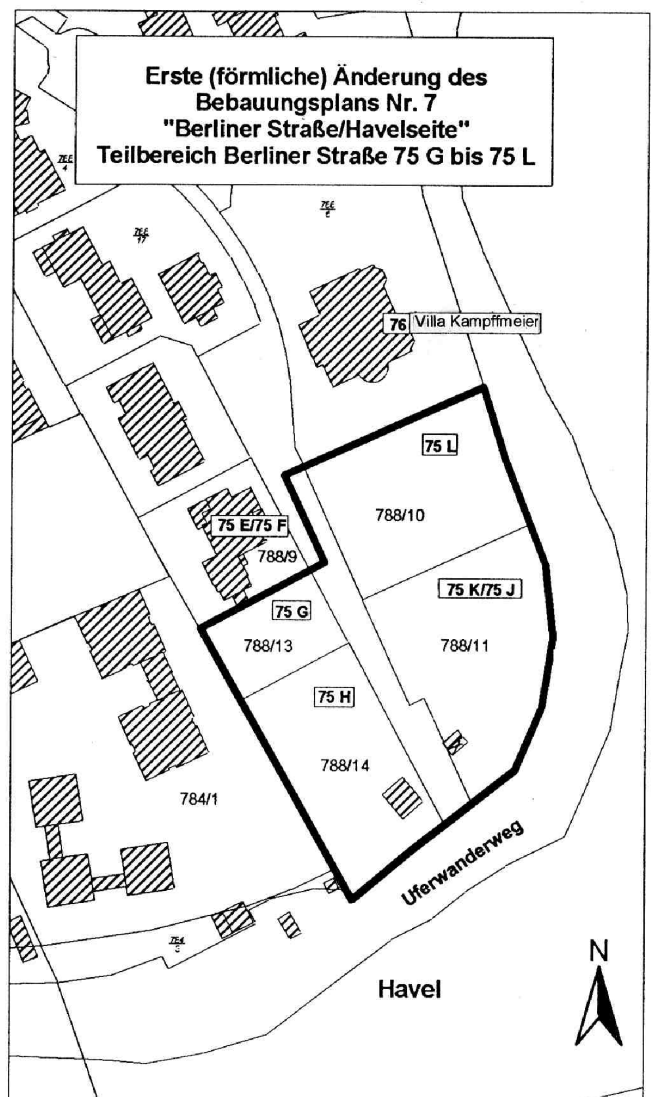 Erste (förmliche) Änderung des
Bebauungsplans Nr. 7
"Berliner Straße/Havelseite"
Teilbereich Berliner Straße 75 G bis 75 L
76 Villa Kampffmeier
75 L
788/10
75 E/75 F
788/9
75 K/75 J
75 G
788/13
788/11
75 H
788/14
784/1
Uferwanderweg
Havel
N